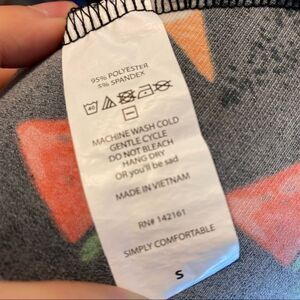 95% POLYESTER
5% SPANDEX
40
MACHINE WASH COLD
GENTLE CYCLE
DO NOT BLEACH
HANG DRY
OR you'll be sad
MADE IN VIETNAM
RN# 142161
SIMPLY COMFORTABLE
S